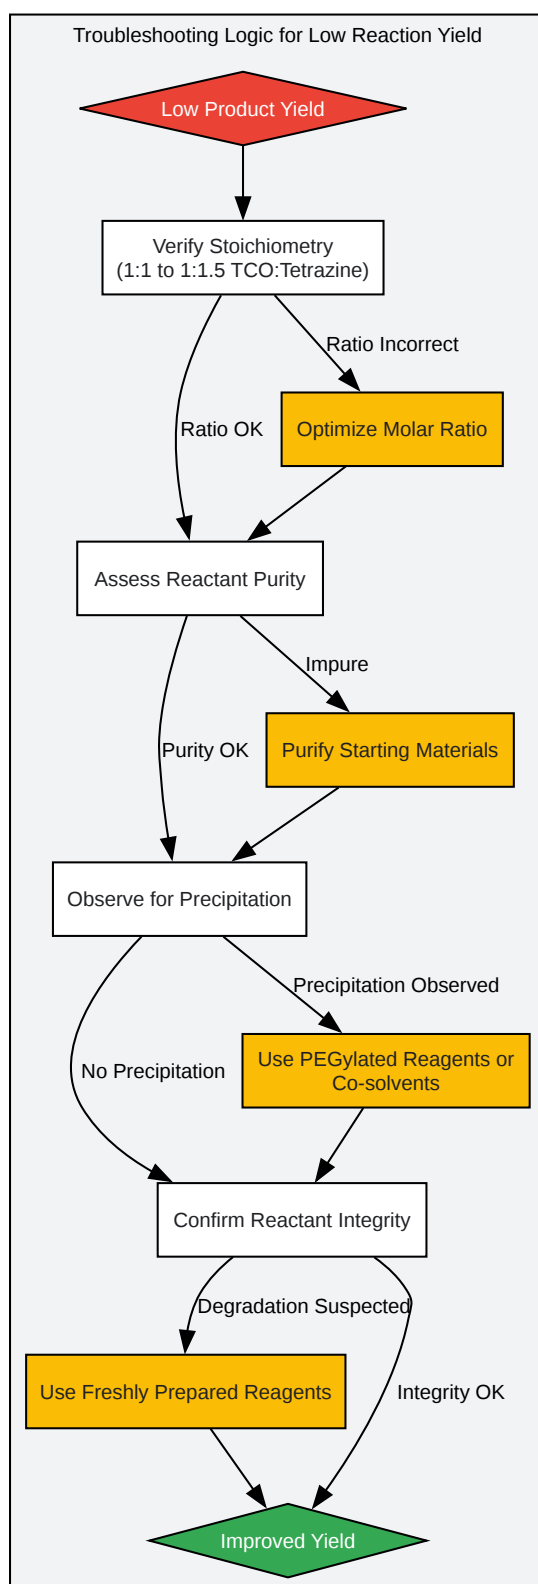 Troubleshooting Logic for Low Reaction Yield
Low Product Yield
Verify Stoichiometry
(1:1 to 1:1.5 TCO:Tetrazine)
Ratio Incorrect
Ratio OK
Optimize Molar Ratio
Assess Reactant Purity
Impure
Purity OK
Purify Starting Materials
Observe for Precipitation
Precipitation Observed
No Precipitation
Use PEGylated Reagents or
Co-solvents
Confirm Reactant Integrity
Degradation Suspected
Use Freshly Prepared Reagents
Integrity OK
Improved Yield